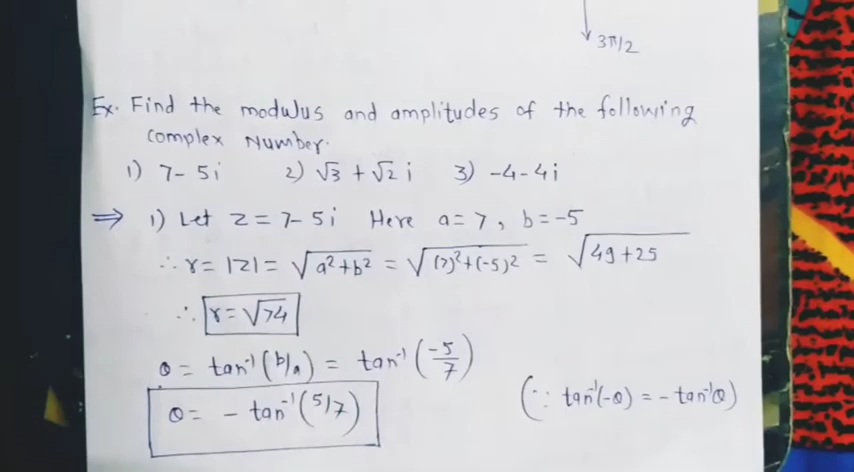 3π/2
Ex. Find the modulus and amplitudes of the following
complex Number.
1) 7-5i 2) √3 + √2 i 3) -4-4i
⇒ 1) Let z = 7-5i Here a=7, b=-5
∴ r = |z| = √(a²+b²) = √((7)²+(-5)²) = √(49+25)
∴ r = √74
θ = tan⁻¹(b/a) = tan⁻¹(-5/7)
θ = - tan⁻¹(5/7) (∵ tan⁻¹(-θ) = - tan⁻¹θ)